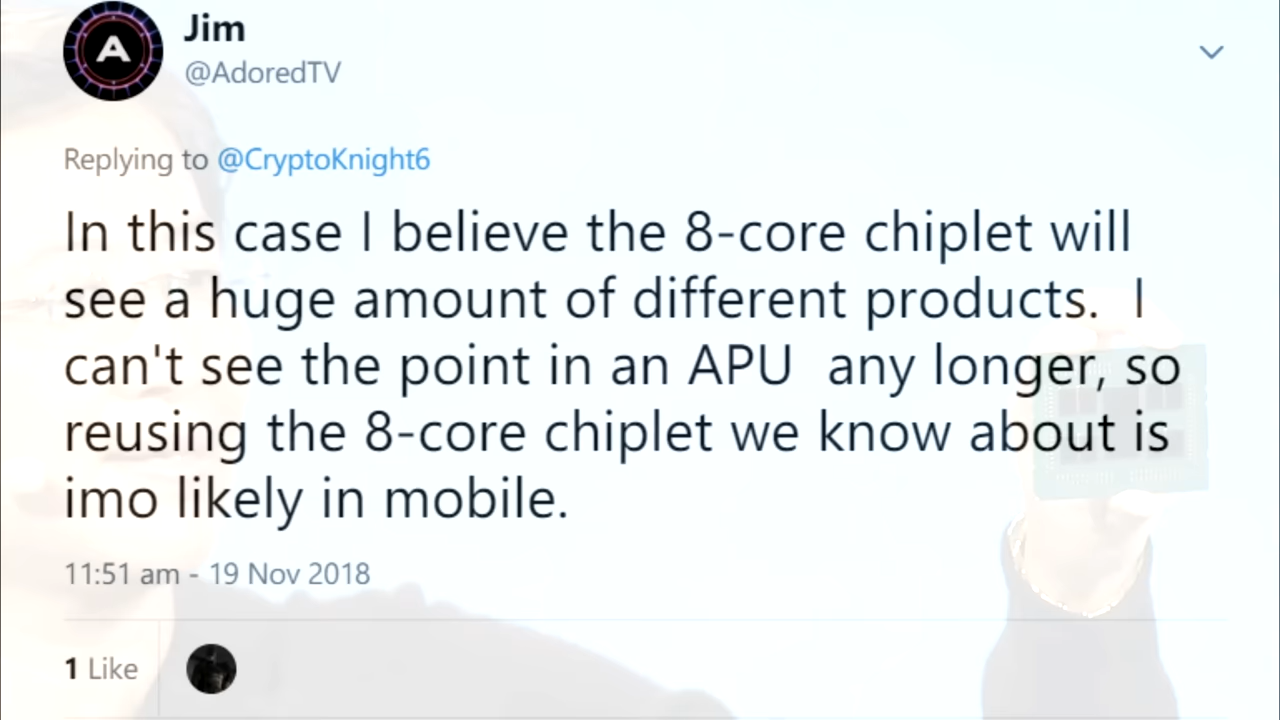 Jim
@AdoredTV
Replying to @CryptoKnight6
In this case I believe the 8-core chiplet will
see a huge amount of different products.  I
can't see the point in an APU  any longer, so
reusing the 8-core chiplet we know about is
imo likely in mobile.
11:51 am - 19 Nov 2018
1 Like